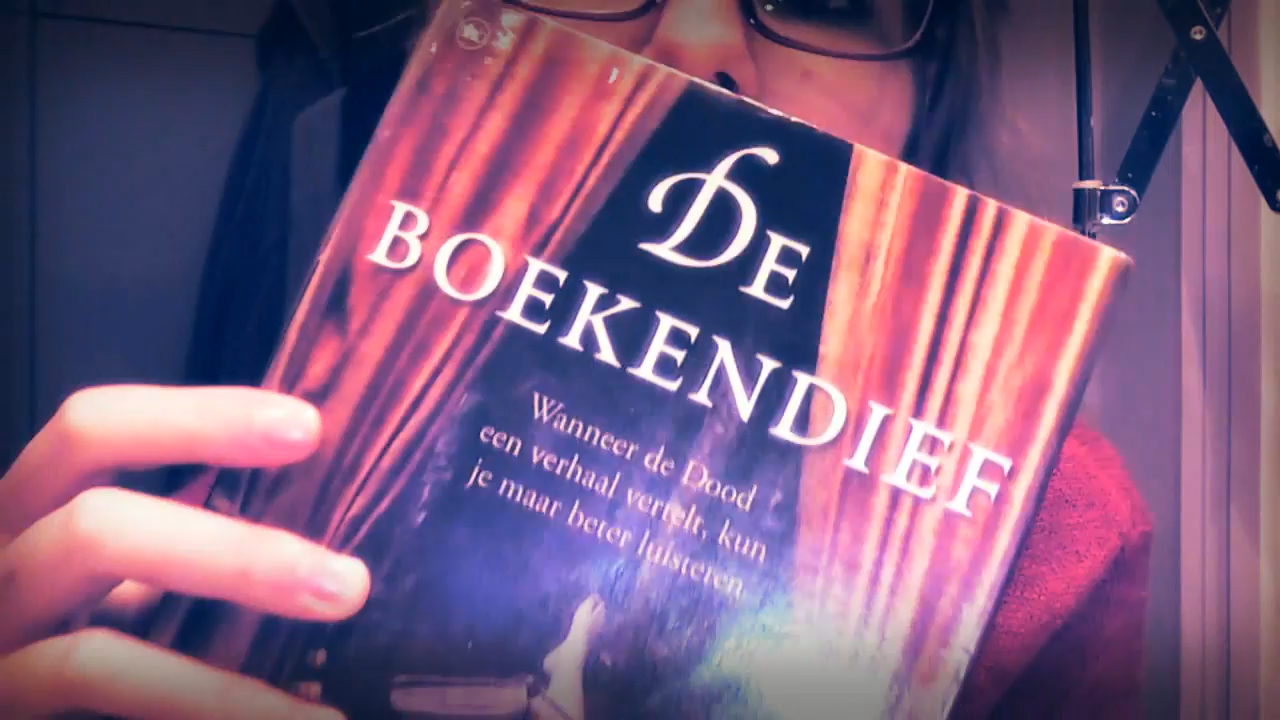 DE
BOEKENDIEF
Wanneer de Dood
een verhaal vertelt, kun
je maar beter luisteren